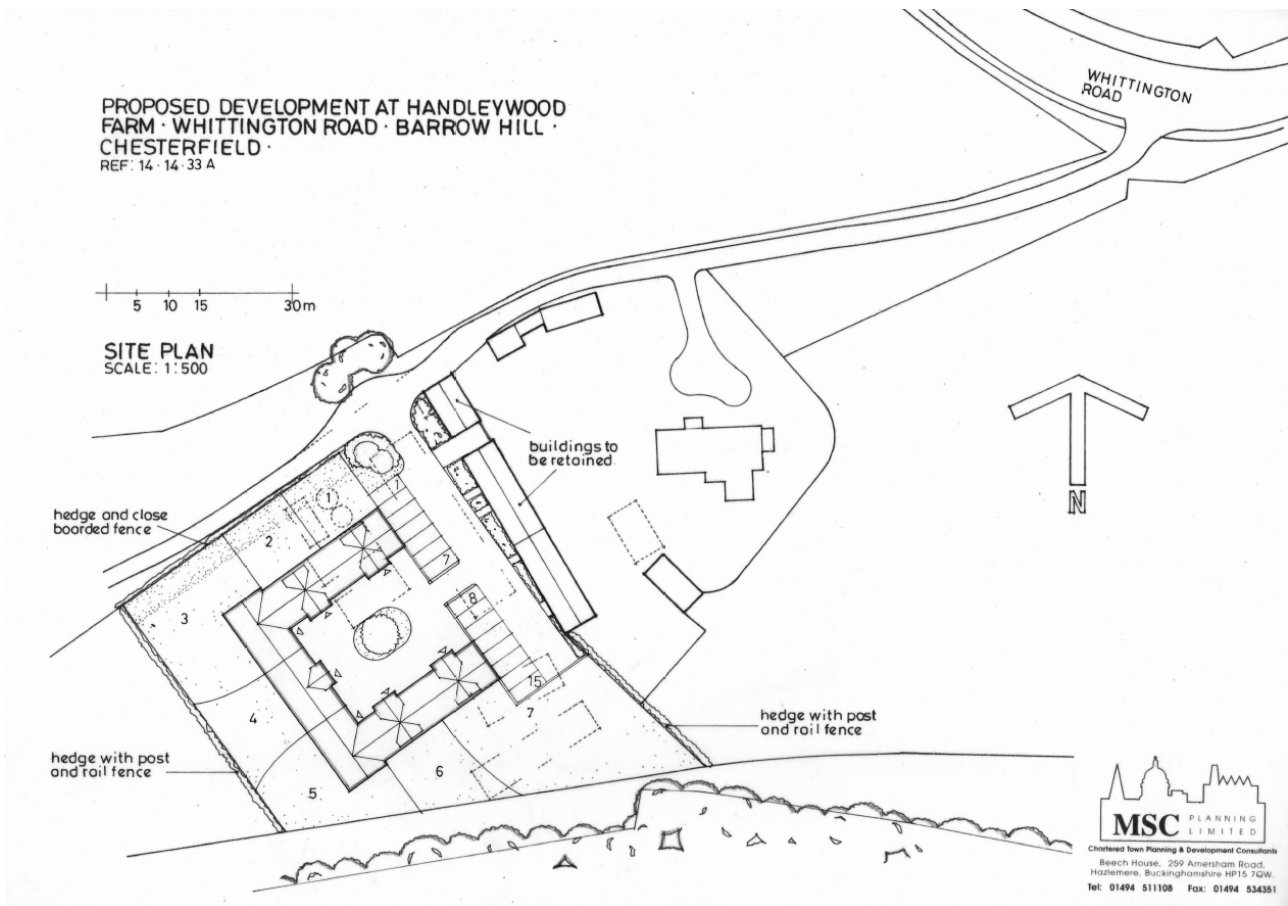 PROPOSED DEVELOPMENT AT HANDLEYWOOD
FARM · WHITTINGTON ROAD · BARROW HILL ·
CHESTERFIELD ·
REF: 14·14·33 A
WHITTINGTON
ROAD
5 10 15 30m
SITE PLAN
SCALE: 1:500
buildings to
be retained
hedge and close
boarded fence
1
2
3
4
5
6
7
1
7
8
15
hedge with post
and rail fence
hedge with post
and rail fence
N
MSC PLANNING
LIMITED
Chartered Town Planning & Development Consultants
Beech House, 259 Amersham Road,
Hazlemere, Buckinghamshire HP15 7QW.
Tel: 01494 511108 Fax: 01494 534351